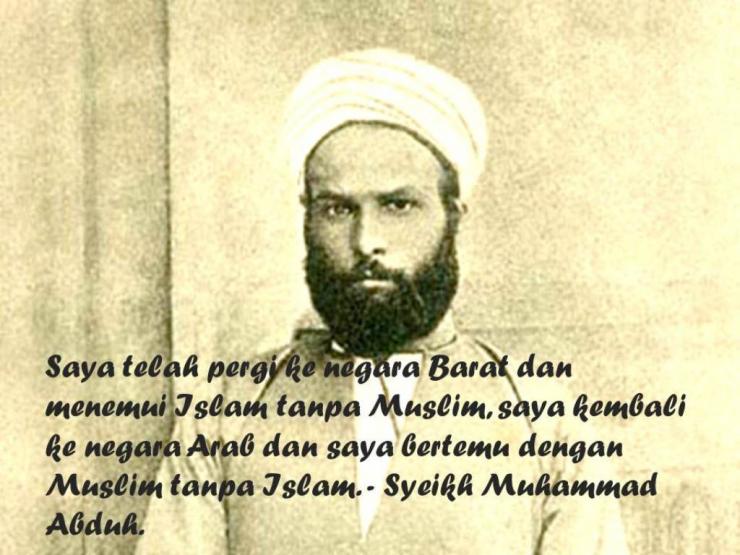 Saya telah pergi ke negara Barat dan
menemui Islam tanpa Muslim, saya kembali
ke negara Arab dan saya bertemu dengan
Muslim tanpa Islam. - Syeikh Muhammad
Abduh.